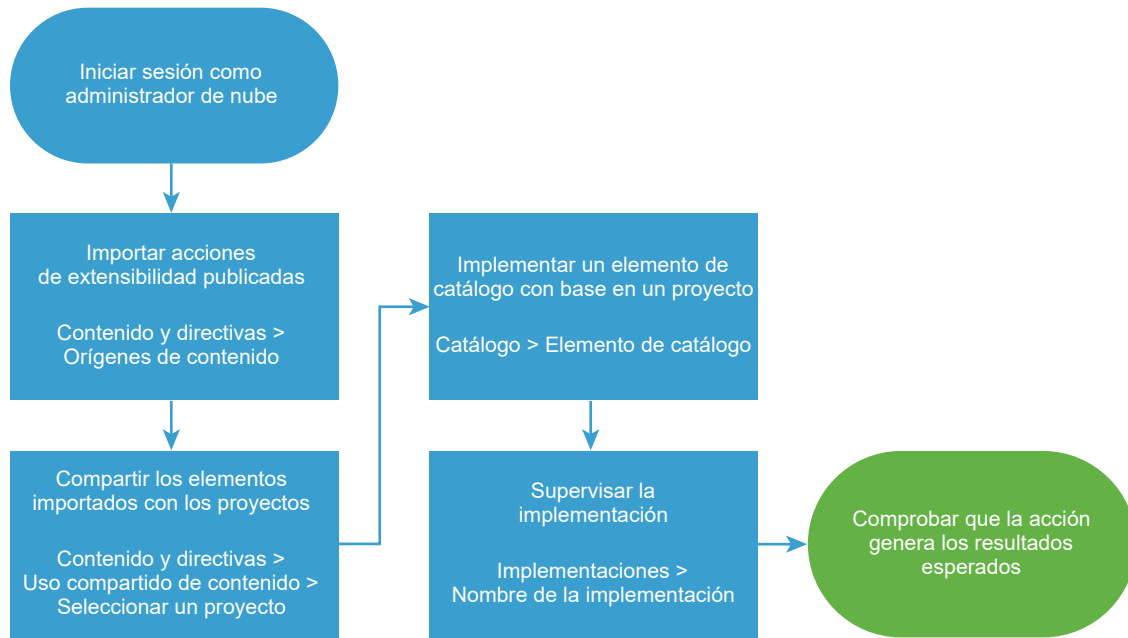 Iniciar sesión como
administrador de nube
Importar acciones
de extensibilidad publicadas
Contenido y directivas >
Orígenes de contenido
Compartir los elementos
importados con los proyectos
Contenido y directivas >
Uso compartido de contenido >
Seleccionar un proyecto
Implementar un elemento de
catálogo con base en un proyecto
Catálogo > Elemento de catálogo
Supervisar la
implementación
Implementaciones >
Nombre de la implementación
Comprobar que la acción
genera los resultados
esperados